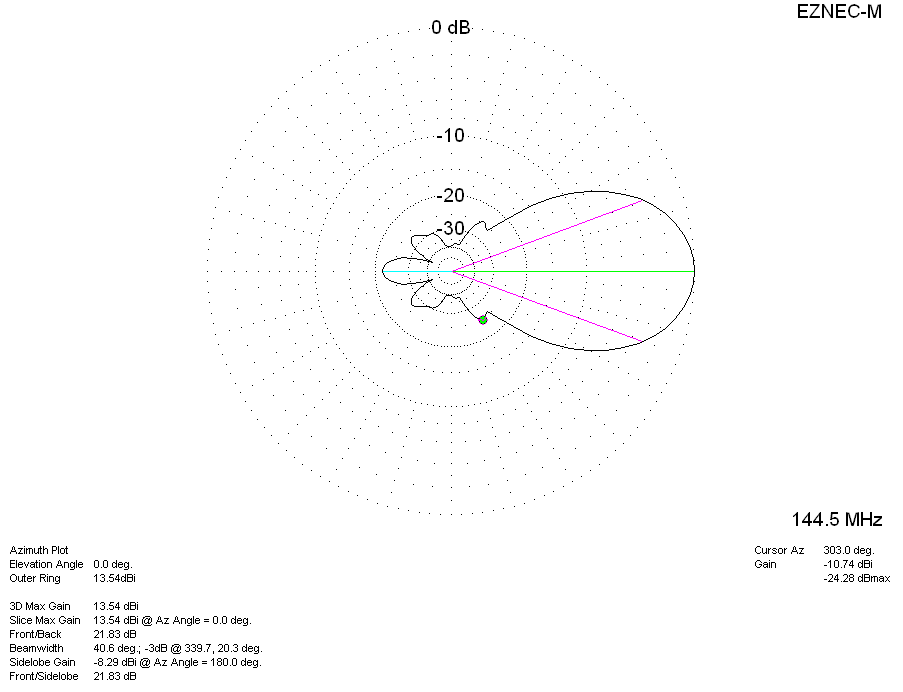 EZNEC-M
0 dB
-10
-20
-30
144.5 MHz
Azimuth Plot
Elevation Angle 0.0 deg.
Outer Ring 13.54dBi
Cursor Az 303.0 deg.
Gain -10.74 dBi
-24.28 dBmax
3D Max Gain 13.54 dBi
Slice Max Gain 13.54 dBi @ Az Angle = 0.0 deg.
Front/Back 21.83 dB
Beamwidth 40.6 deg.; -3dB @ 339.7, 20.3 deg.
Sidelobe Gain -8.29 dBi @ Az Angle = 180.0 deg.
Front/Sidelobe 21.83 dB